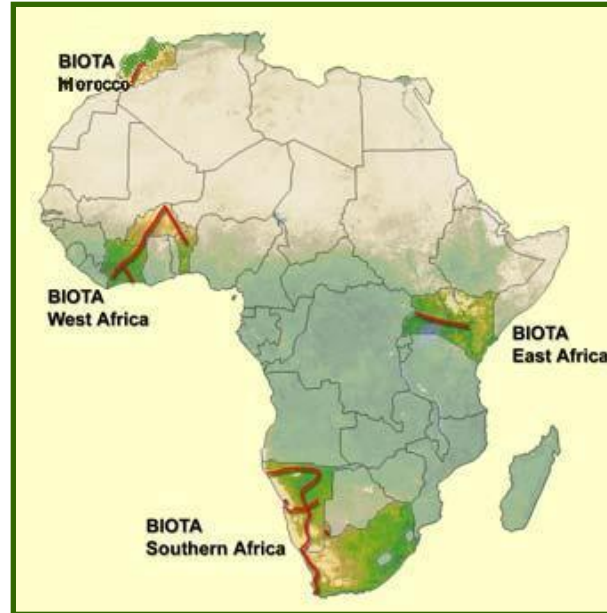 BIOTA
Morocco
BIOTA
West Africa
BIOTA
East Africa
BIOTA
Southern Africa